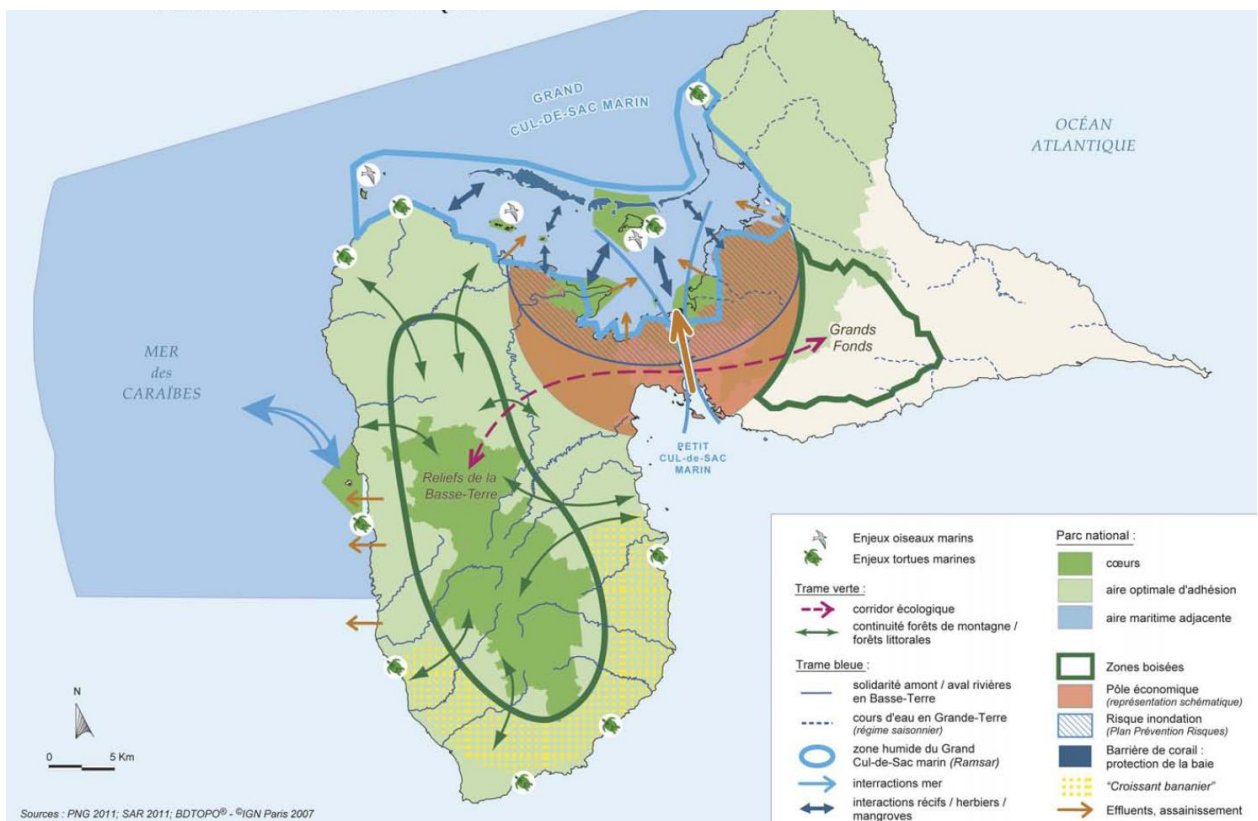 GRAND
CUL-DE-SAC MARIN
OCÉAN
ATLANTIQUE
MER
des
CARAÏBES
Grands
Fonds
PETIT
CUL-de-SAC
MARIN
Reliefs de la
Basse-Terre
N
0 5 Km
Sources : PNG 2011; SAR 2011; BDTOPO® - ©IGN Paris 2007
Enjeux oiseaux marins
Enjeux tortues marines
Trame verte :
corridor écologique
continuité forêts de montagne /
forêts littorales
Trame bleue :
solidarité amont / aval rivières
en Basse-Terre
cours d'eau en Grande-Terre
(régime saisonnier)
zone humide du Grand
Cul-de-Sac marin (Ramsar)
interractions mer
interactions récifs / herbiers /
mangroves
Parc national :
cœurs
aire optimale d'adhésion
aire maritime adjacente
Zones boisées
Pôle économique
(représentation schématique)
Risque inondation
(Plan Prévention Risques)
Barrière de corail :
protection de la baie
"Croissant bananier"
Effluents, assainissement